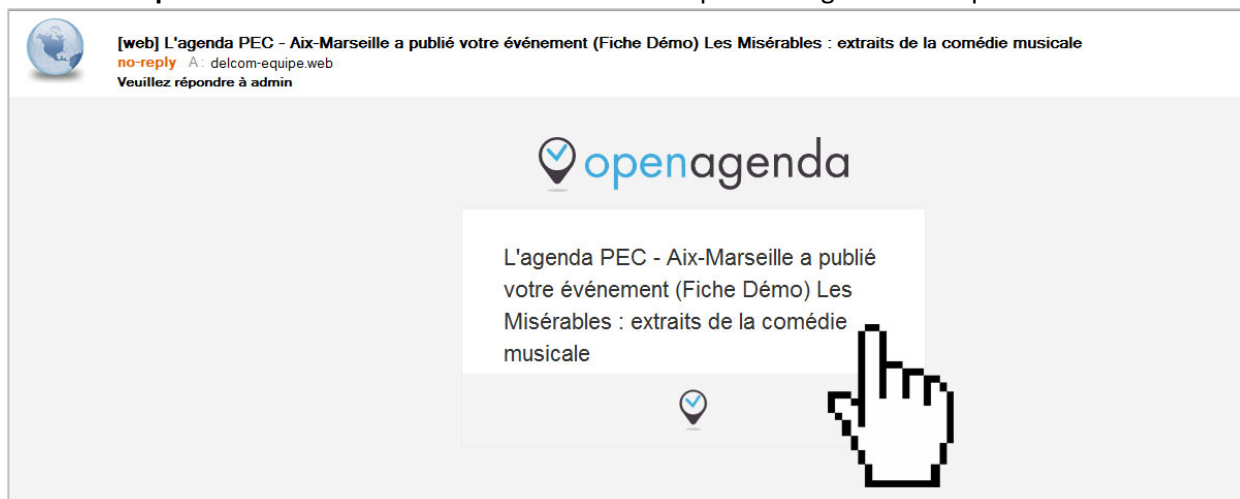 [web] L'agenda PEC - Aix-Marseille a publié votre événement (Fiche Démo) Les Misérables : extraits de la comédie musicale
no-reply A: delcom-equipe.web
Veuillez répondre à admin
openagenda
L'agenda PEC - Aix-Marseille a publié
votre événement (Fiche Démo) Les
Misérables : extraits de la comédie
musicale